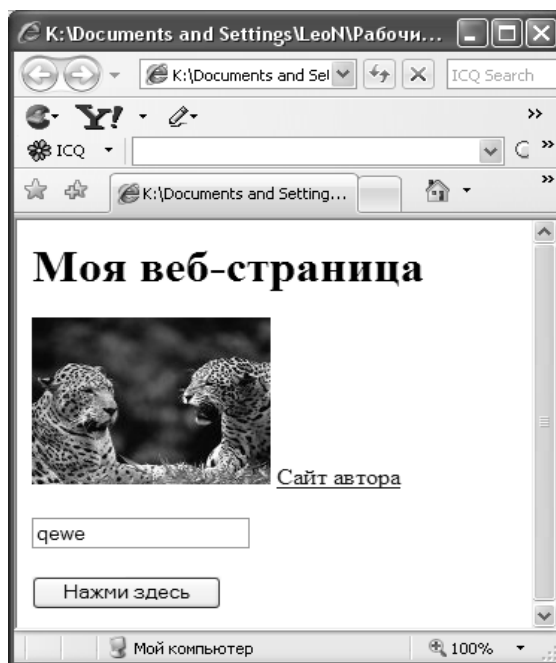 K:\Documents and Settings\LeoN\Рабочи...
K:\Documents and Set
ICQ Search
Y!
ICQ
K:\Documents and Setting...
Моя веб-страница
Сайт автора
qewe
Нажми здесь
Мой компьютер
100%